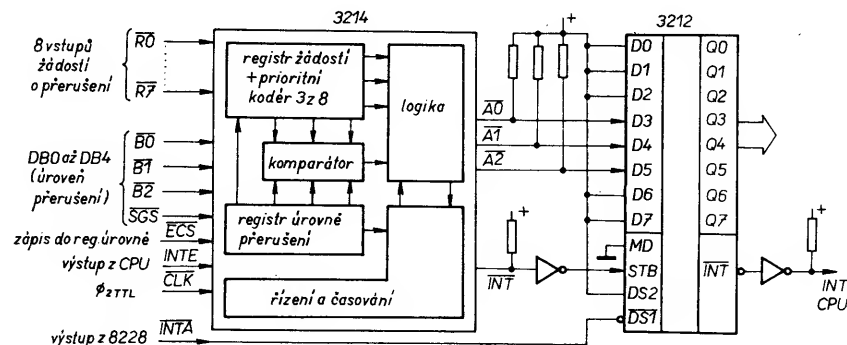 3214
3212
8 vstupů
žádostí
o přerušení
R0
R7
registr žádostí
+ prioritní
kodér 3 z 8
logika
komparátor
registr úrovně
přerušení
řízení a časování
DB0 až DB4
(úroveň
přerušení)
B0
B1
B2
SGS
zápis do reg. úrovně
ECS
výstup z CPU
INTE
ϕ2TTL
CLK
výstup z 8228
INTA
A0
A1
A2
INT
+
+
+
D0
D1
D2
D3
D4
D5
D6
D7
MD
STB
DS2
DS1
Q0
Q1
Q2
Q3
Q4
Q5
Q6
Q7
INT
INT
CPU